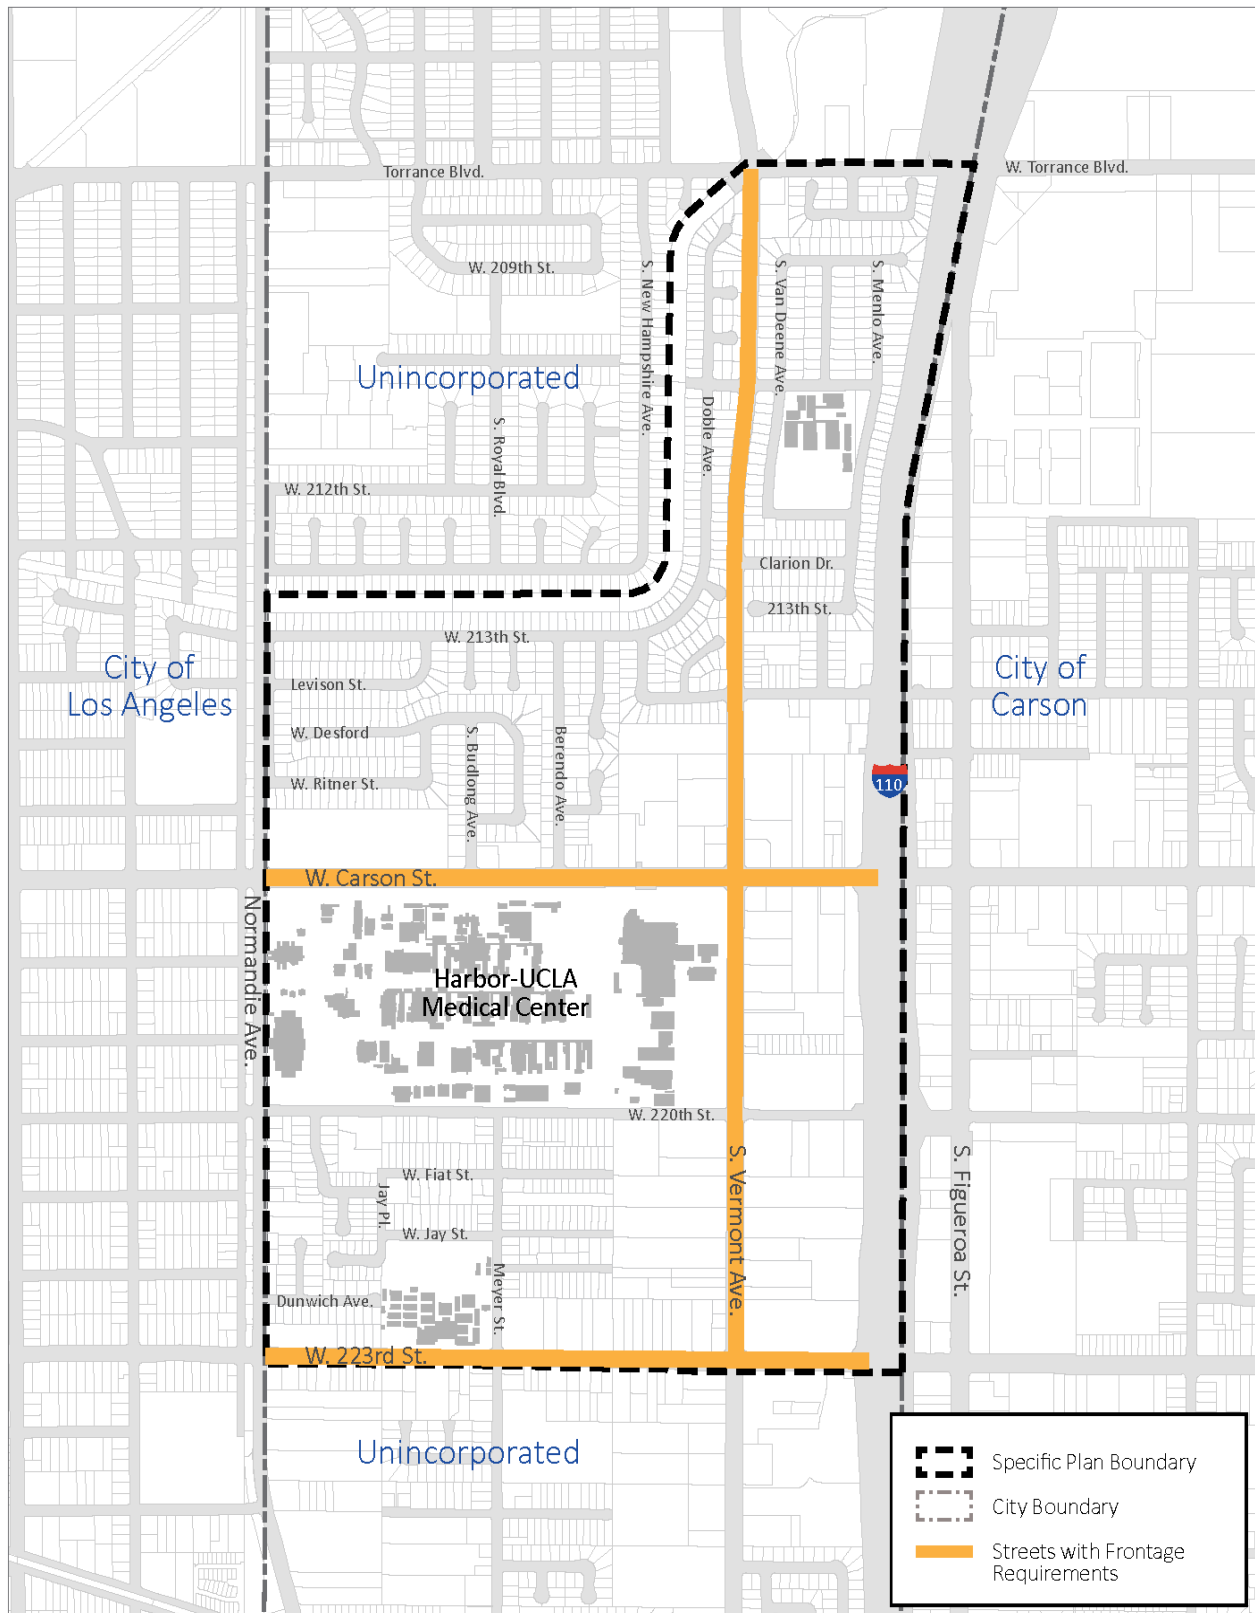 Torrance Blvd.
W. Torrance Blvd.
W. 209th St.
S. New Hampshire Ave.
S. Van Deene Ave.
S. Menlo Ave.
Unincorporated
Doble Ave.
S. Royal Blvd.
W. 212th St.
Clarion Dr.
213th St.
W. 213th St.
City of
Los Angeles
City of
Carson
Levison St.
W. Desford
S. Budlong Ave.
Berendo Ave.
W. Ritner St.
110
W. Carson St.
Normandie Ave.
Harbor-UCLA
Medical Center
W. 220th St.
S. Vermont Ave.
S. Figueroa St.
W. Fiat St.
Jay Pl.
W. Jay St.
Meyer St.
Dunwich Ave.
W. 223rd St.
Unincorporated
Specific Plan Boundary
City Boundary
Streets with Frontage
Requirements